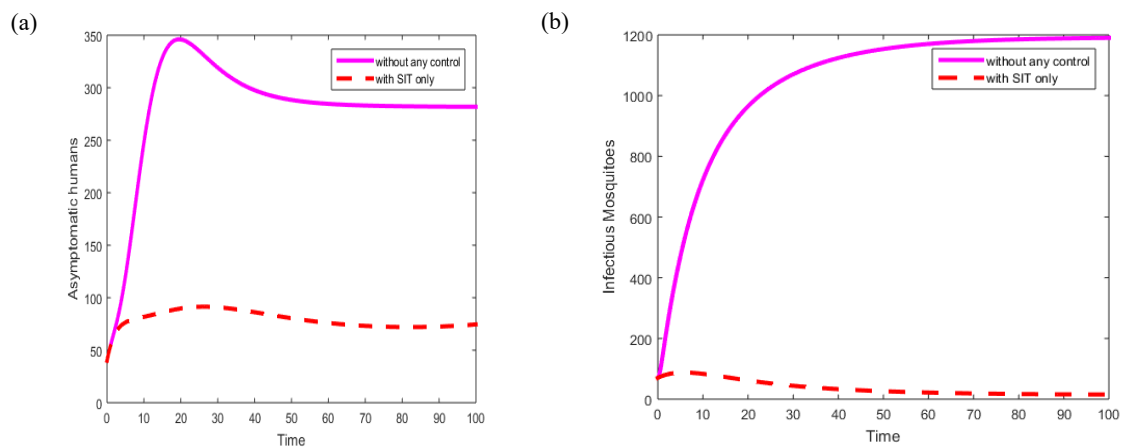 (a)
350
300
250
200
150
100
50
0
Asymptomatic humans
without any control
with SIT only
0 10 20 30 40 50 60 70 80 90 100
Time
(b)
1200
1000
800
600
400
200
0
Infectious Mosquitoes
without any control
with SIT only
0 10 20 30 40 50 60 70 80 90 100
Time